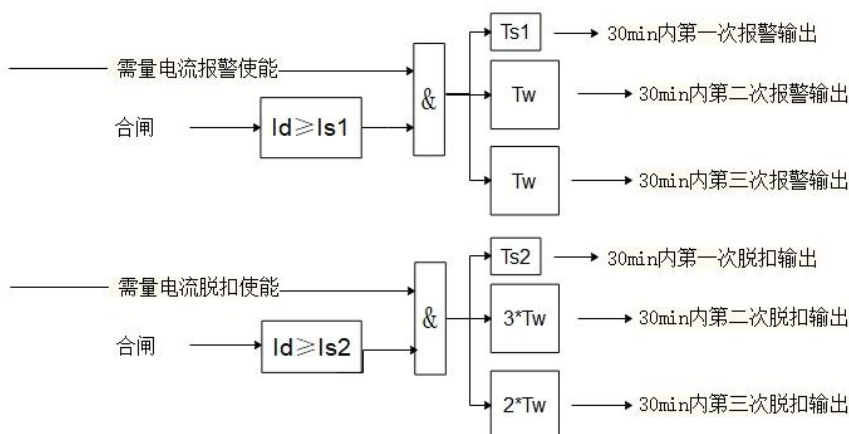 Ts1
30min内第一次报警输出
需量电流报警使能
&
Tw
30min内第二次报警输出
合闸
Id≥Is1
Tw
30min内第三次报警输出
Ts2
30min内第一次脱扣输出
需量电流脱扣使能
&
3*Tw
30min内第二次脱扣输出
合闸
Id≥Is2
2*Tw
30min内第三次脱扣输出